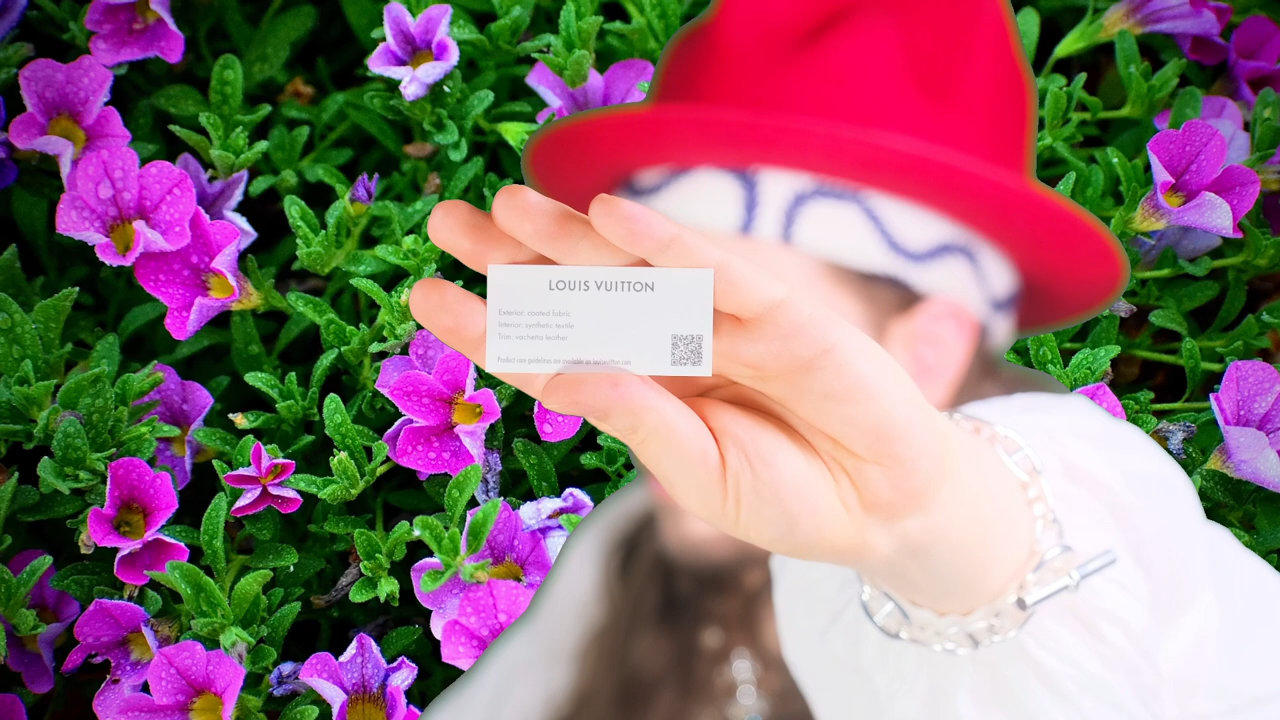 LOUIS VUITTON
Exterior: coated fabric
Interior: synthetic textile
Trim: vachetta leather
Product care guidelines are available on louisvuitton.com